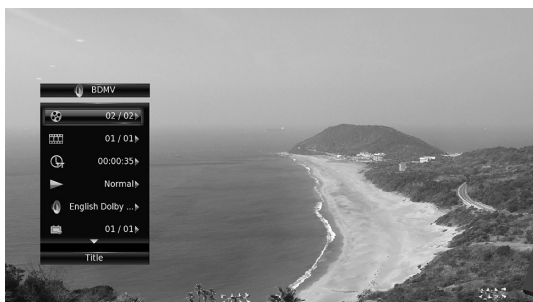 BDMV
02 / 02
01 / 01
00:00:35
Normal
English Dolby ...
01 / 01
Title